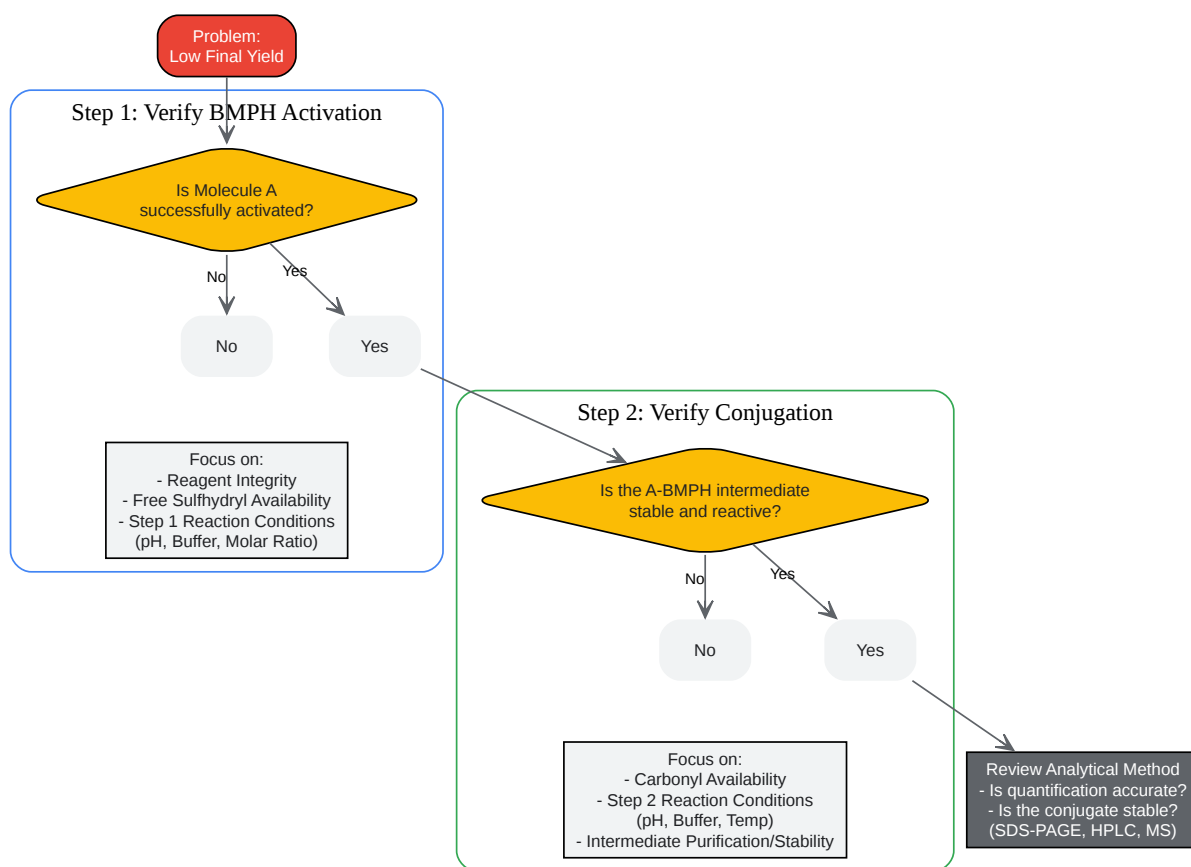 Problem:
Low Final Yield
Step 1: Verify BMPH Activation
Is Molecule A
successfully activated?
No
Yes
No
Yes
Focus on:
- Reagent Integrity
- Free Sulfhydryl Availability
- Step 1 Reaction Conditions
(pH, Buffer, Molar Ratio)
Step 2: Verify Conjugation
Is the A-BMPH intermediate
stable and reactive?
No
Yes
No
Yes
Focus on:
- Carbonyl Availability
- Step 2 Reaction Conditions
(pH, Buffer, Temp)
- Intermediate Purification/Stability
Review Analytical Method
- Is quantification accurate?
- Is the conjugate stable?
(SDS-PAGE, HPLC, MS)